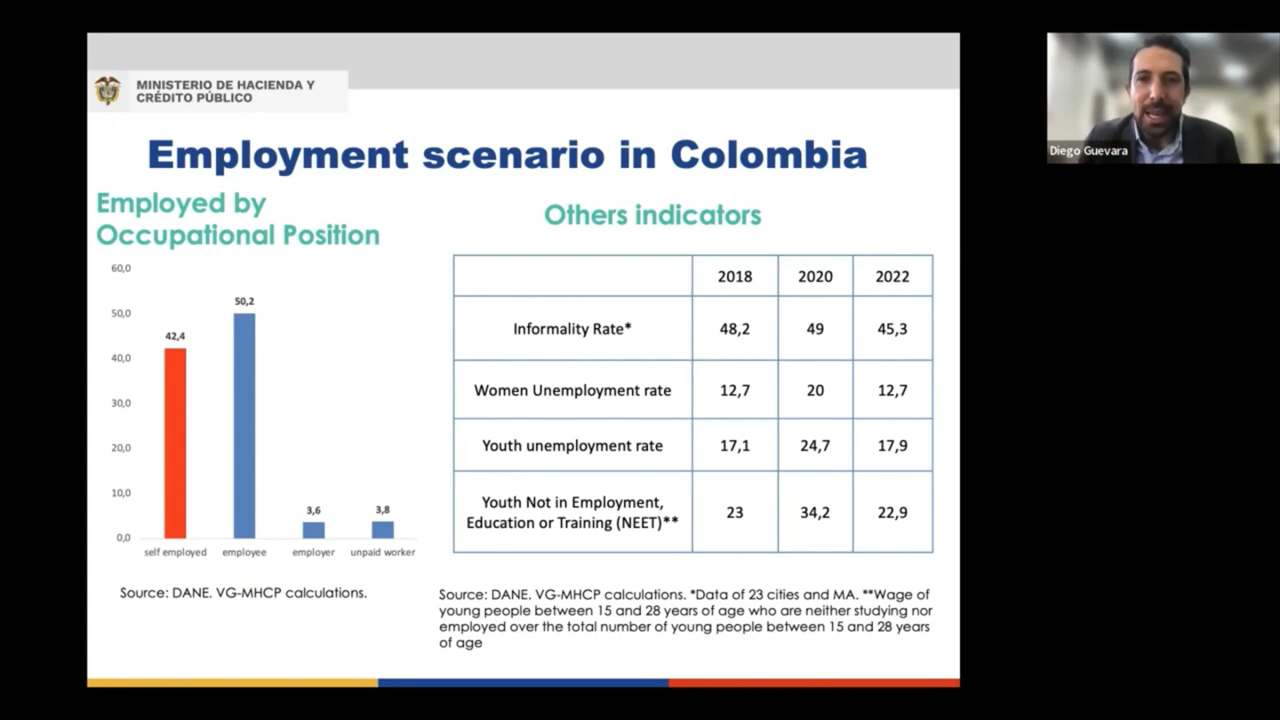 MINISTERIO DE HACIENDA Y
CRÉDITO PÚBLICO
Employment scenario in Colombia
Employed by
Occupational Position
60,0
50,0
40,0
30,0
20,0
10,0
0,0
42,4
50,2
3,6
3,8
self employed
employee
employer
unpaid worker
Source: DANE. VG-MHCP calculations.
Others indicators
2018 2020 2022
Informality Rate* 48,2 49 45,3
Women Unemployment rate 12,7 20 12,7
Youth unemployment rate 17,1 24,7 17,9
Youth Not in Employment,
Education or Training (NEET)** 23 34,2 22,9
Source: DANE. VG-MHCP calculations. *Data of 23 cities and MA. **Wage of
young people between 15 and 28 years of age who are neither studying nor
employed over the total number of young people between 15 and 28 years
of age
Diego Guevara